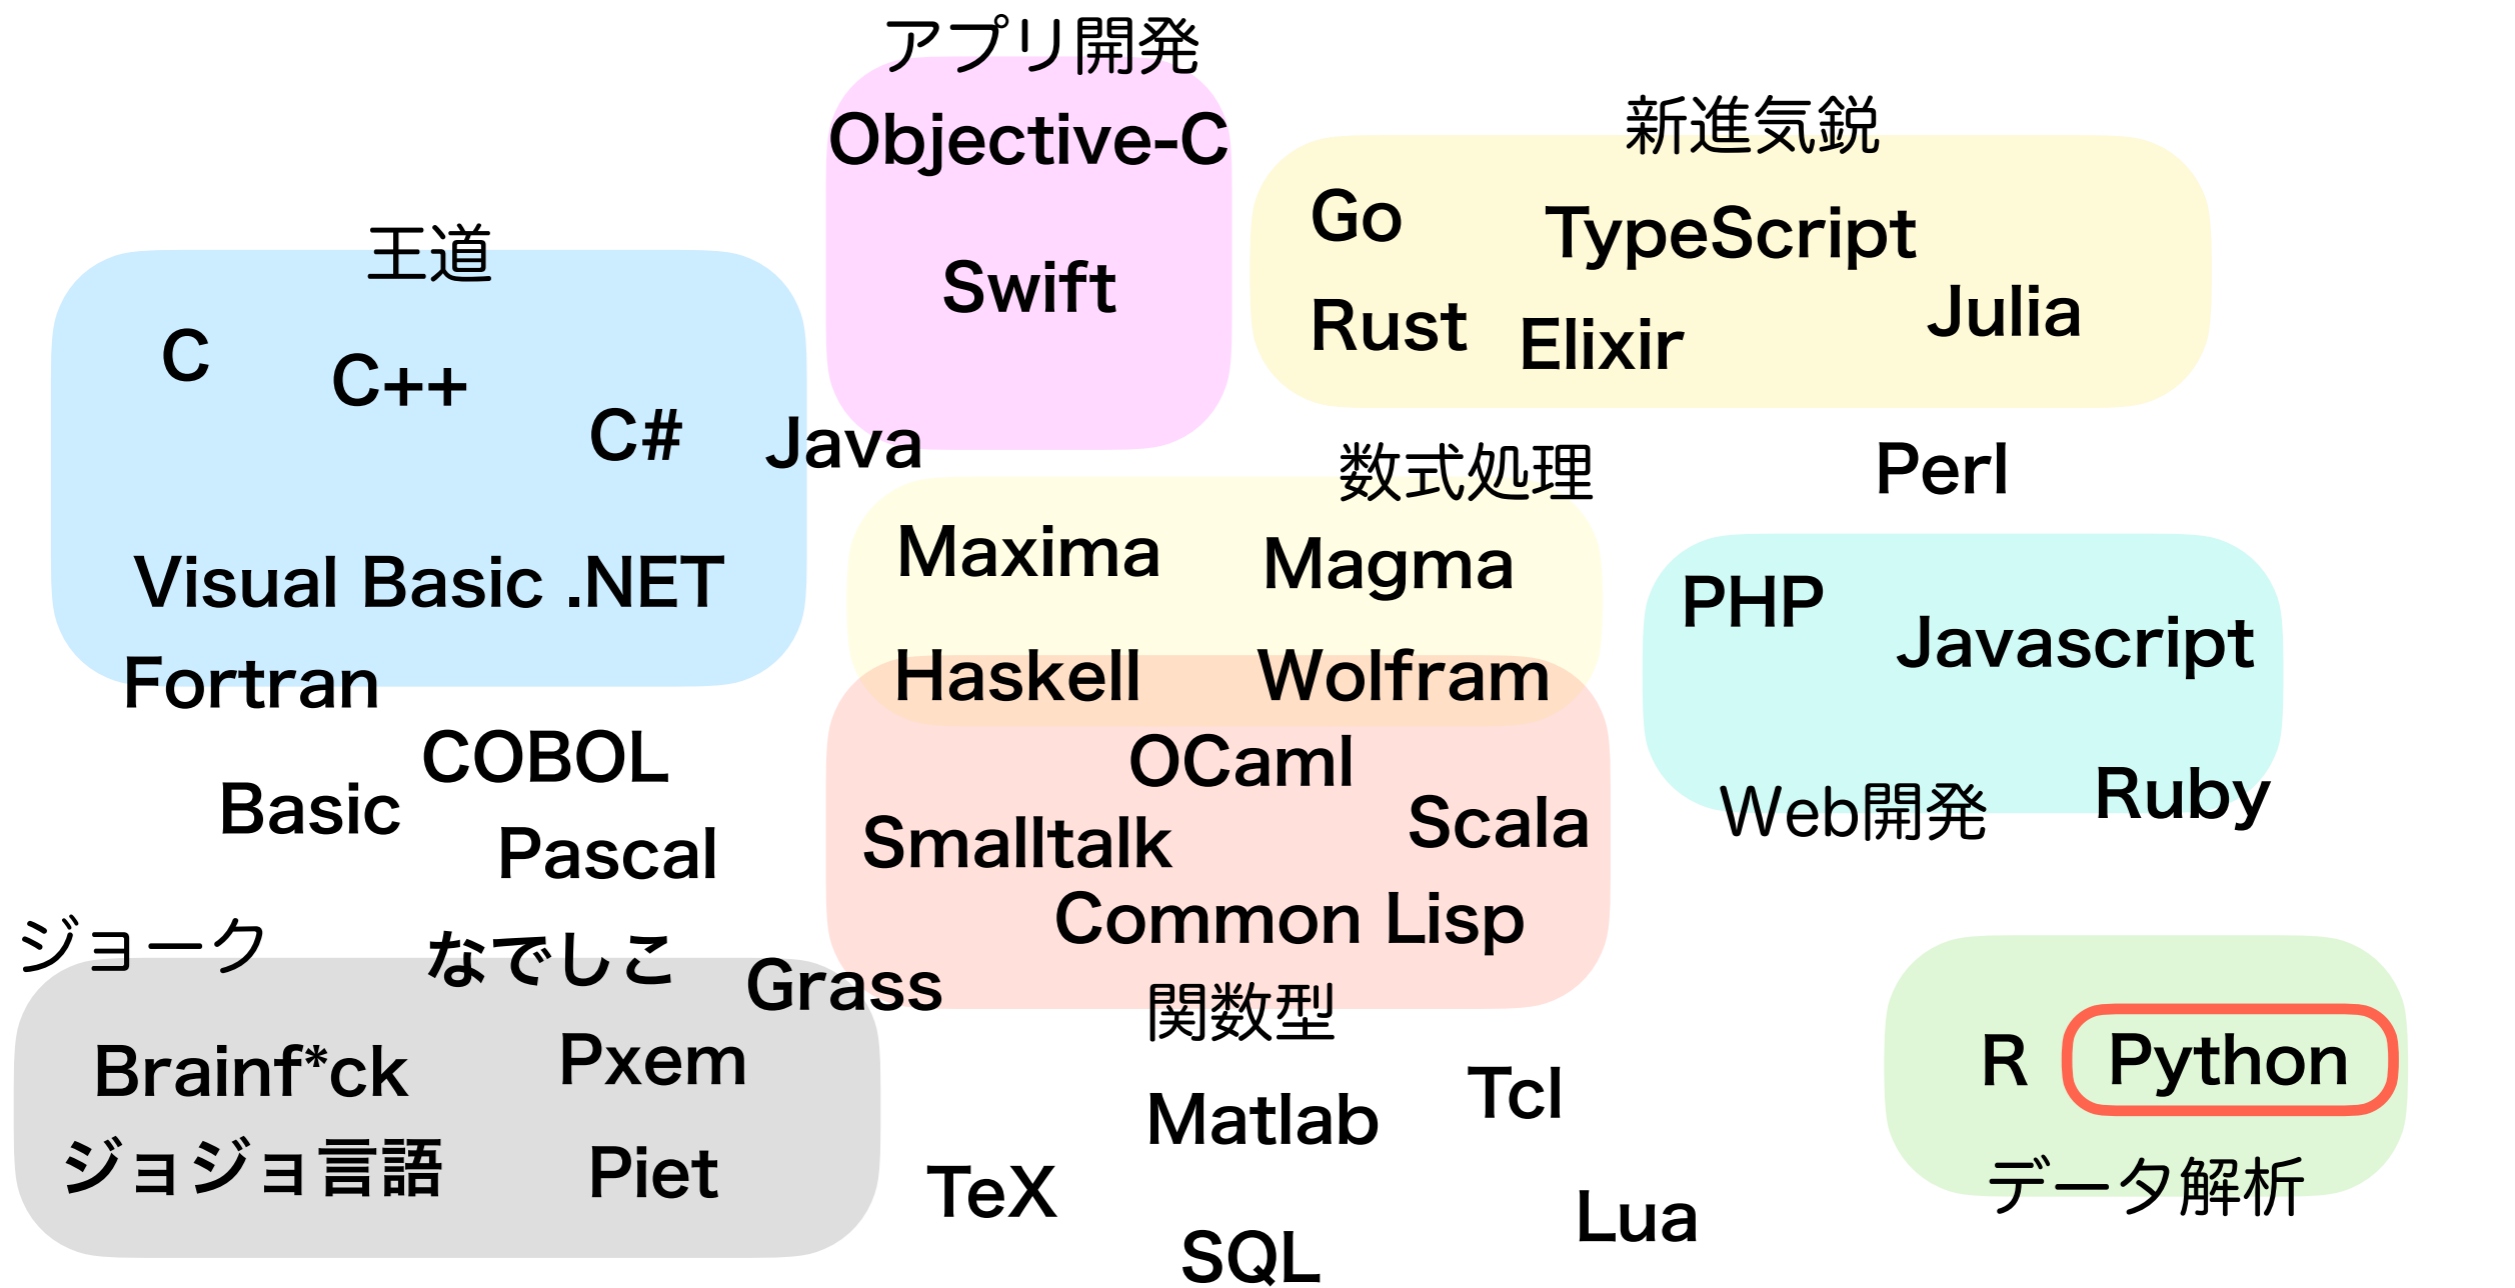 アプリ開発
Objective-C
Swift
新進気鋭
Go
TypeScript
Rust
Elixir
Julia
王道
C
C++
C#
Java
Visual Basic .NET
Fortran
数式処理
Maxima
Magma
Haskell
Wolfram
Perl
PHP
Javascript
Web開発
Ruby
COBOL
Basic
Pascal
OCaml
Smalltalk
Scala
Common Lisp
関数型
ジョーク
なでしこ
Grass
Brainf*ck
Pxem
ジョジョ言語
Piet
Matlab
Tcl
TeX
Lua
SQL
R
Python
データ解析